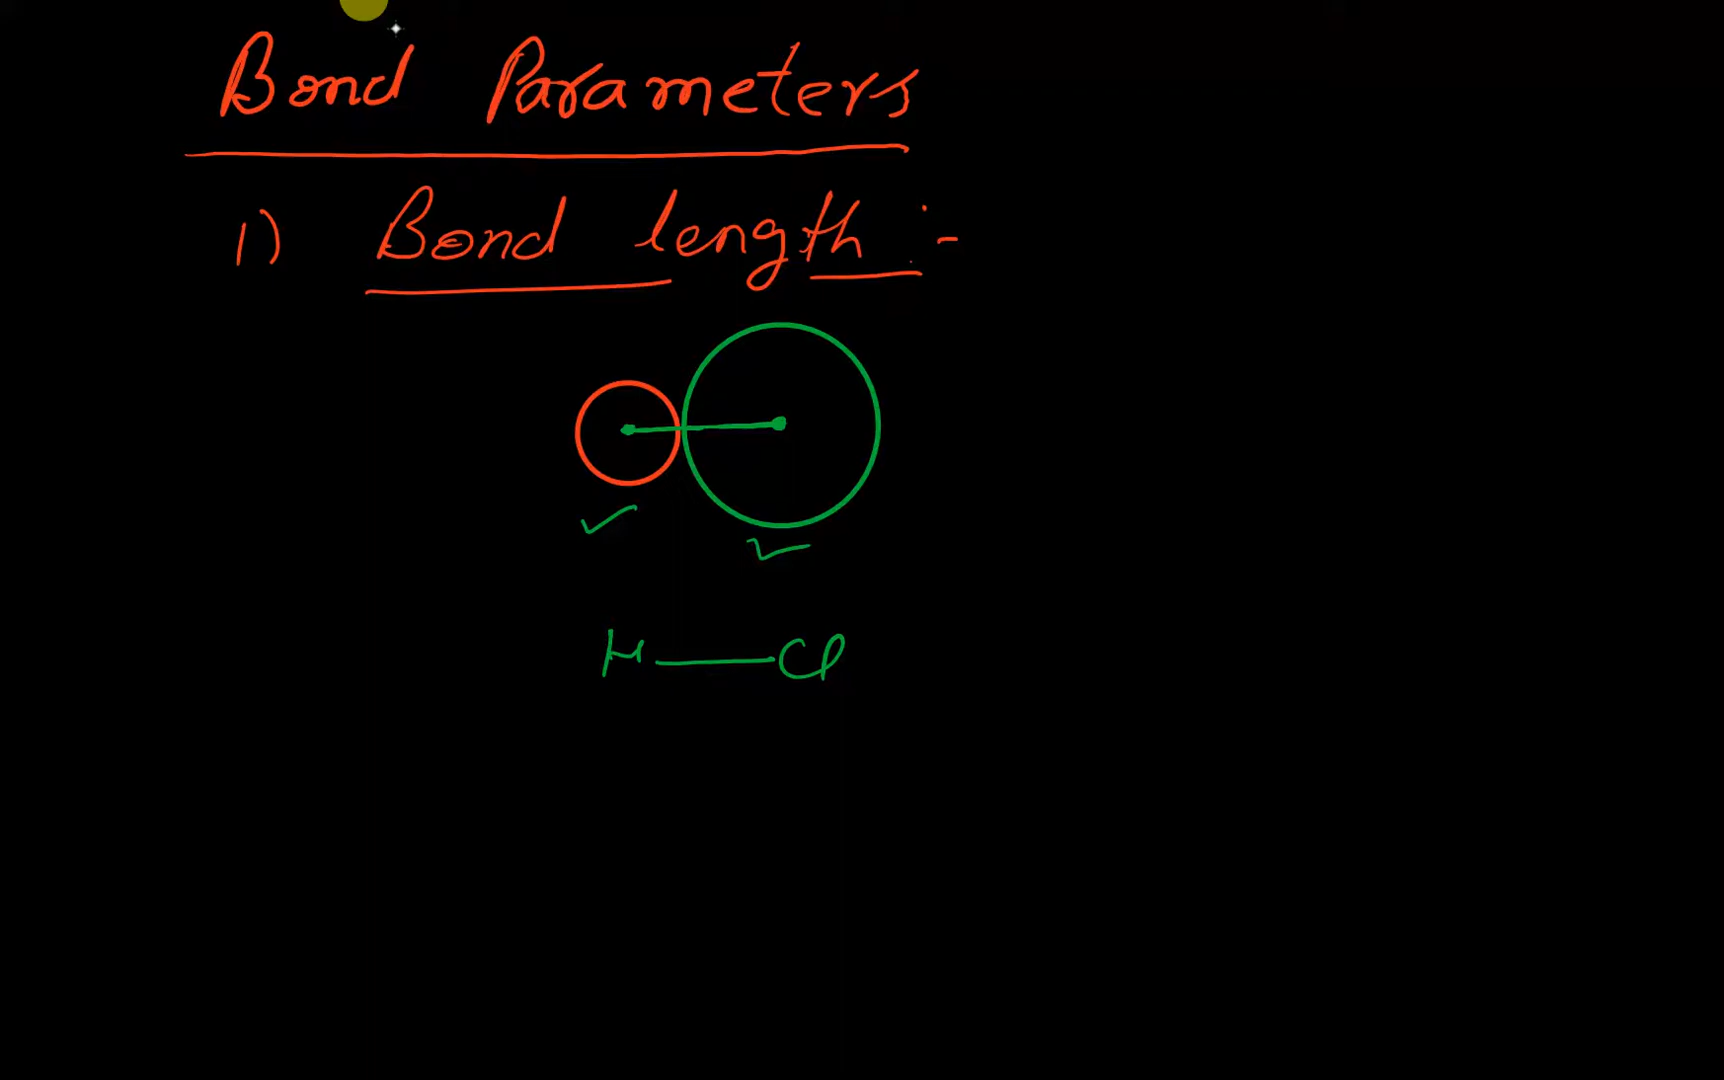 Bond Parameters
1) Bond length :-
H — Cl